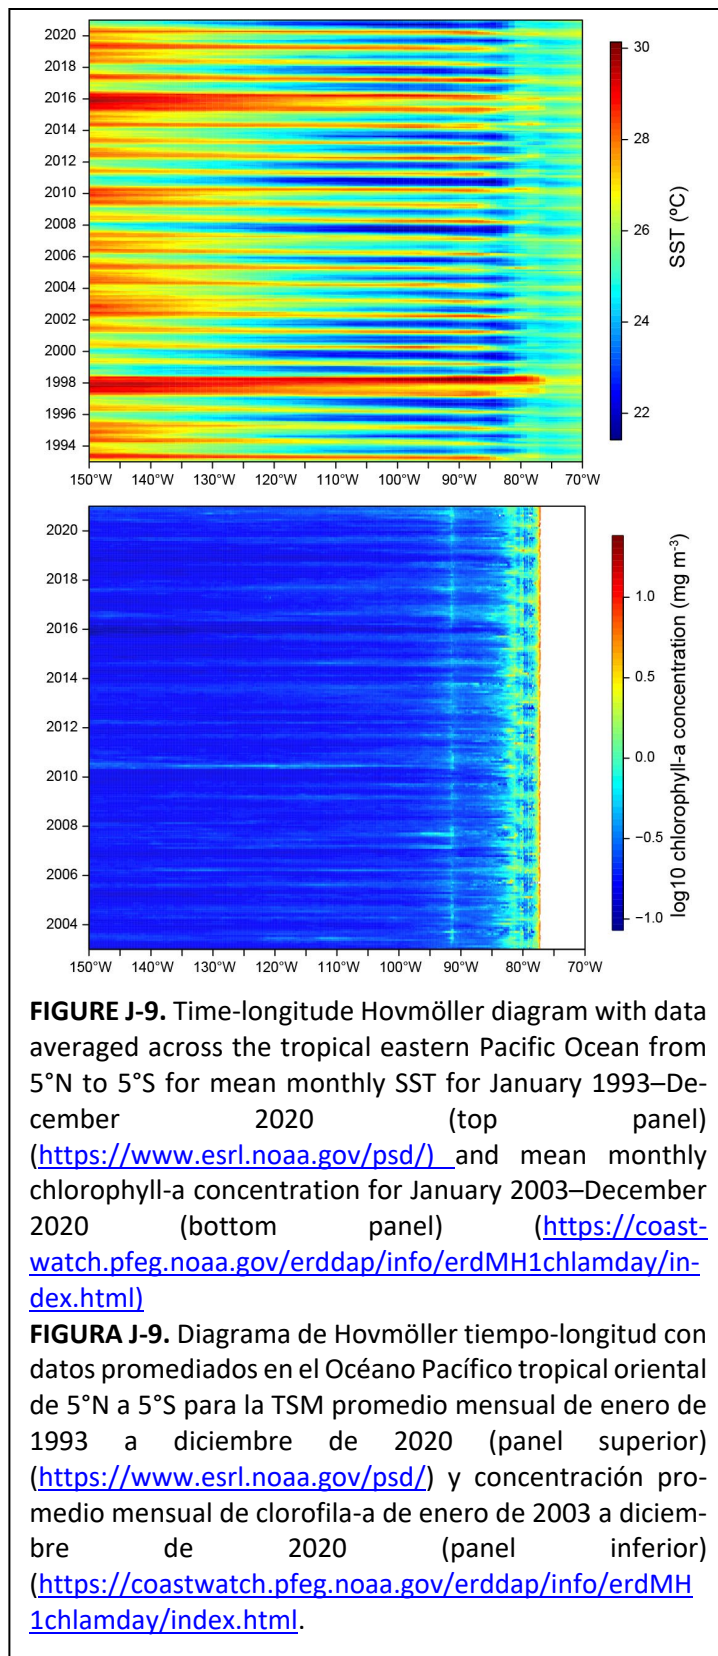 2020
2018
2016
2014
2012
2010
2008
2006
2004
2002
2000
1998
1996
1994
150°W 140°W 130°W 120°W 110°W 100°W 90°W 80°W 70°W
30
28
26
24
22
SST (ºC)
2020
2018
2016
2014
2012
2010
2008
2006
2004
150°W 140°W 130°W 120°W 110°W 100°W 90°W 80°W 70°W
1.0
0.5
0.0
−0.5
−1.0
log10 chlorophyll-a concentration (mg m-3)
FIGURE J-9. Time-longitude Hovmöller diagram with data
averaged across the tropical eastern Pacific Ocean from
5°N to 5°S for mean monthly SST for January 1993–De-
cember 2020 (top panel)
(https://www.esrl.noaa.gov/psd/) and mean monthly
chlorophyll-a concentration for January 2003–December
2020 (bottom panel) (https://coast-
watch.pfeg.noaa.gov/erddap/info/erdMH1chlamday/in-
dex.html)
FIGURA J-9. Diagrama de Hovmöller tiempo-longitud con
datos promediados en el Océano Pacífico tropical oriental
de 5°N a 5°S para la TSM promedio mensual de enero de
1993 a diciembre de 2020 (panel superior)
(https://www.esrl.noaa.gov/psd/) y concentración pro-
medio mensual de clorofila-a de enero de 2003 a diciem-
bre de 2020 (panel inferior)
(https://coastwatch.pfeg.noaa.gov/erddap/info/erdMH
1chlamday/index.html.